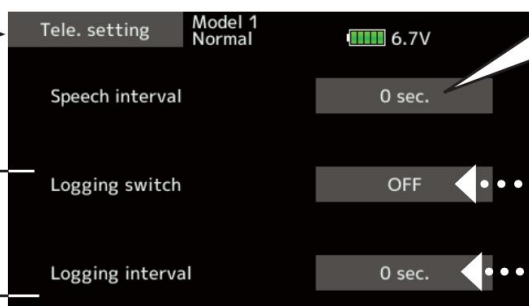 Tele. setting
Model 1
Normal
6.7V
Speech interval
0 sec.
Logging switch
OFF
Logging interval
0 sec.